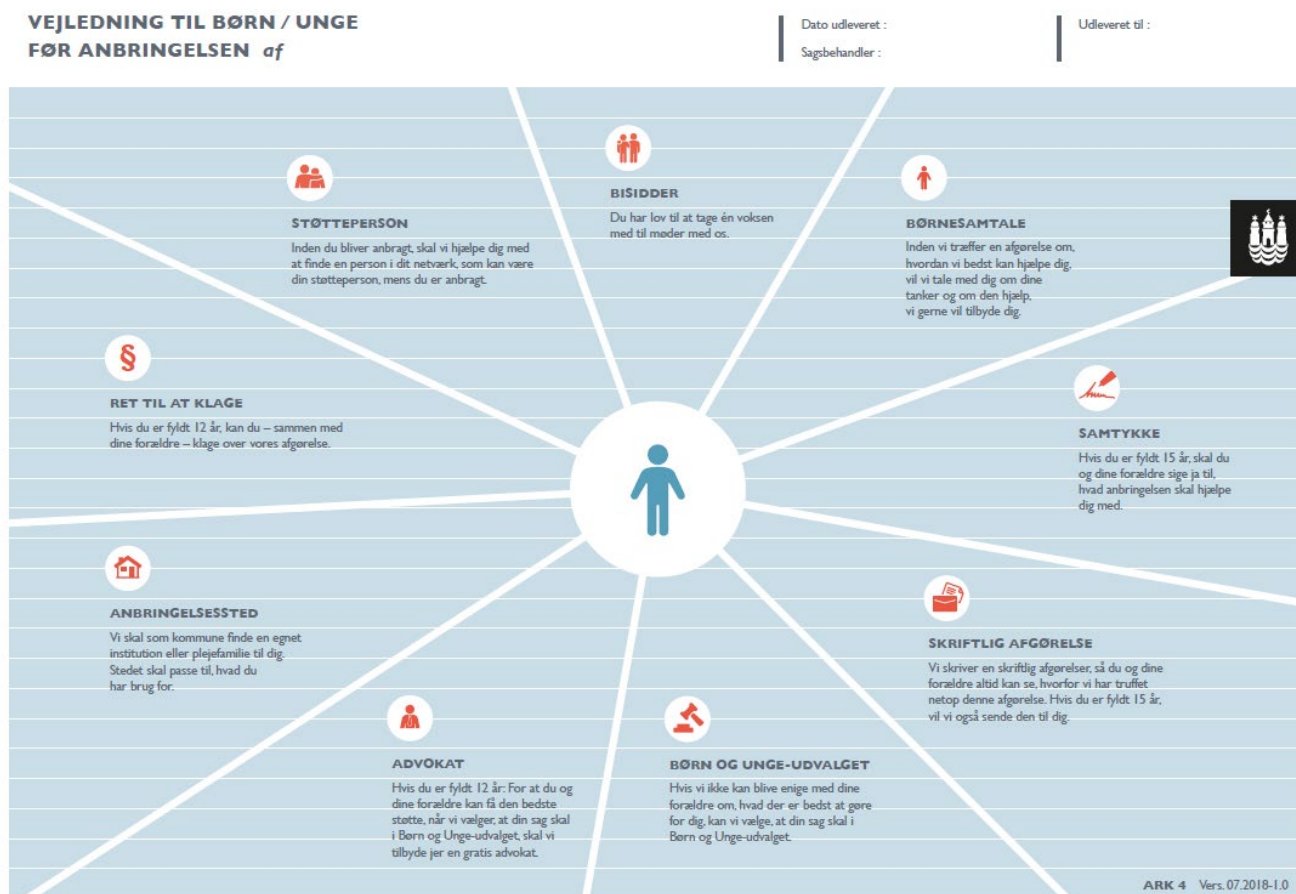 VEJLEDNING TIL BØRN / UNGE
FØR ANBRINGELSEN af
Dato udleveret :
Sagsbehandler :
Udleveret til :
BISIDDER
Du har lov til at tage én voksen
med til møder med os.
STØTTEPERSON
Inden du bliver anbragt, skal vi hjælpe dig med
at finde en person i dit netværk, som kan være
din støtteperson, mens du er anbragt.
BØRNESAMTALE
Inden vi træffer en afgørelse om,
hvordan vi bedst kan hjælpe dig,
vil vi tale med dig om dine
tanker og om den hjælp,
vi gerne vil tilbyde dig.
§
RET TIL AT KLAGE
Hvis du er fyldt 12 år, kan du – sammen med
dine forældre – klage over vores afgørelse.
SAMTYKKE
Hvis du er fyldt 15 år, skal du
og dine forældre sige ja til,
hvad anbringelsen skal hjælpe
dig med.
ANBRINGELSESSTED
Vi skal som kommune finde en egnet
institution eller plejefamilie til dig.
Stedet skal passe til, hvad du
har brug for.
SKRIFTLIG AFGØRELSE
Vi skriver en skriftlig afgørelser, så du og dine
forældre altid kan se, hvorfor vi har truffet
netop denne afgørelse. Hvis du er fyldt 15 år,
vil vi også sende den til dig.
ADVOKAT
Hvis du er fyldt 12 år: For at du og
dine forældre kan få den bedste
støtte, når vi vælger, at din sag skal
i Børn og Unge-udvalget, skal vi
tilbyde jer en gratis advokat.
BØRN OG UNGE-UDVALGET
Hvis vi ikke kan blive enige med dine
forældre om, hvad der er bedst at gøre
for dig, kan vi vælge, at din sag skal i
Børn og Unge-udvalget.
ARK 4 Vers. 07.2018-1.0